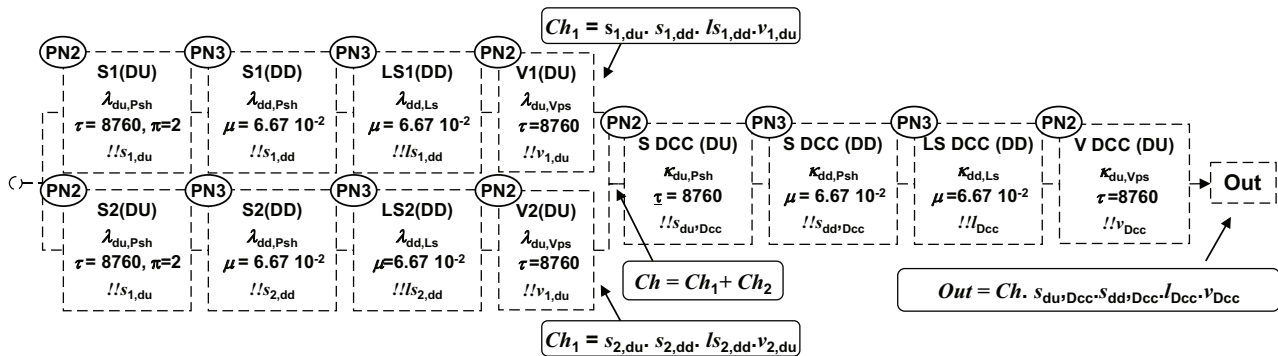 Ch₁ = s₁,du. s₁,dd. ls₁,dd.v₁,du
PN2 PN3 PN3 PN2
S1(DU) S1(DD) LS1(DD) V1(DU)
λdu,Psh λdd,Psh λdd,Ls λdu,Vps
τ = 8760, π=2 μ = 6.67 10⁻² μ = 6.67 10⁻² τ=8760
!!s₁,du !!s₁,dd !!ls₁,dd !!v₁,du
PN2 PN3 PN3 PN2
S DCC (DU) S DCC (DD) LS DCC (DD) V DCC (DU)
κdu,Psh κdd,Psh κdd,Ls κdu,Vps
τ = 8760 μ = 6.67 10⁻² μ=6.67 10⁻² τ=8760
!!sdu,Dcc !!sdd,Dcc !!lDcc !!vDcc
Out
PN2 PN3 PN3 PN2
S2(DU) S2(DD) LS2(DD) V2(DU)
λdu,Psh λdd,Psh λdd,Ls λdu,Vps
τ = 8760, π=2 μ = 6.67 10⁻² μ=6.67 10⁻² τ=8760
!!s₁,du !!s₂,dd !!ls₂,dd !!v₁,du
Ch = Ch₁+ Ch₂
Out = Ch. sdu,Dcc.sdd,Dcc.lDcc.vDcc
Ch₁ = s₂,du. s₂,dd. ls₂,dd.v₂,du